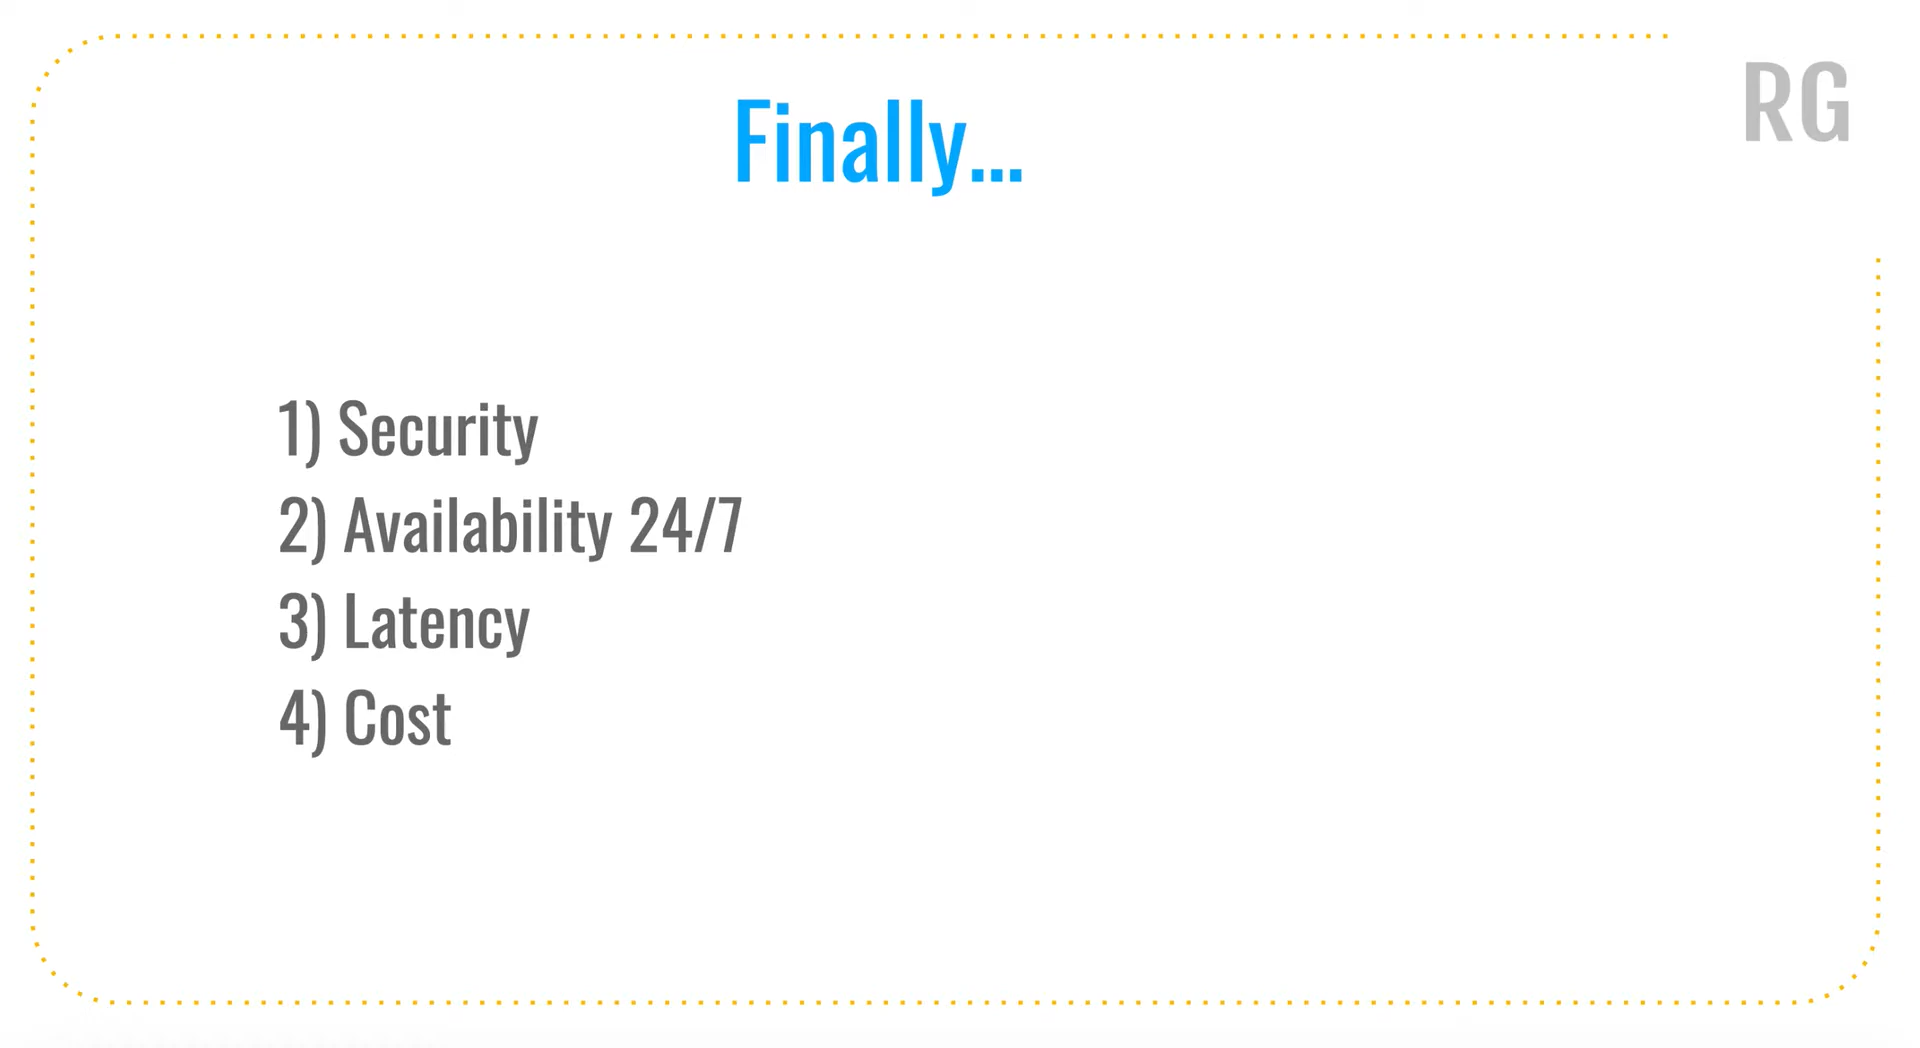 RG
Finally...
1) Security
2) Availability 24/7
3) Latency
4) Cost